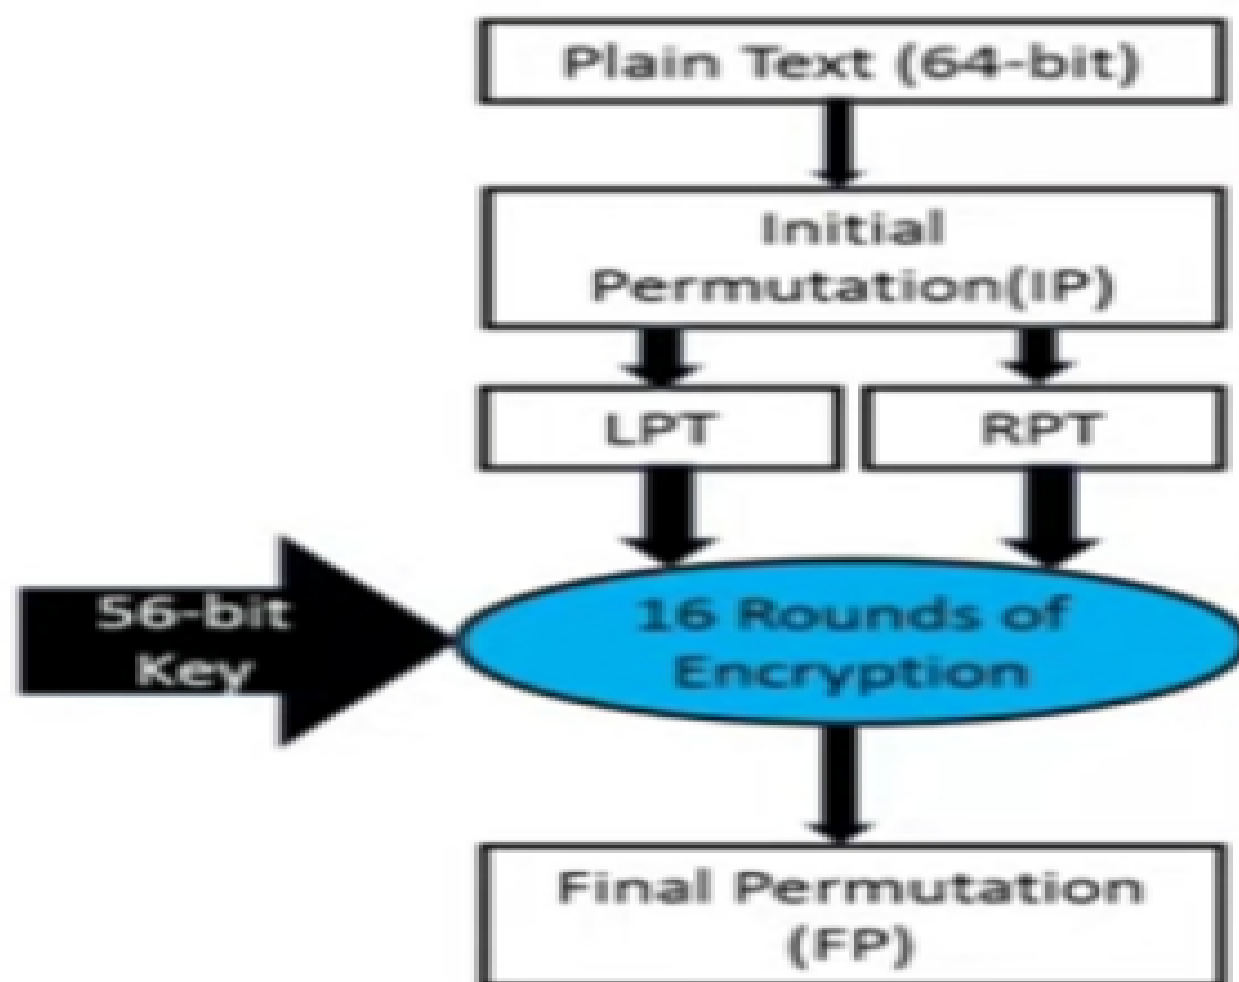 Plain Text (64-bit)
Initial
Permutation(IP)
LPT
RPT
56-bit
Key
16 Rounds of
Encryption
Final Permutation
(FP)